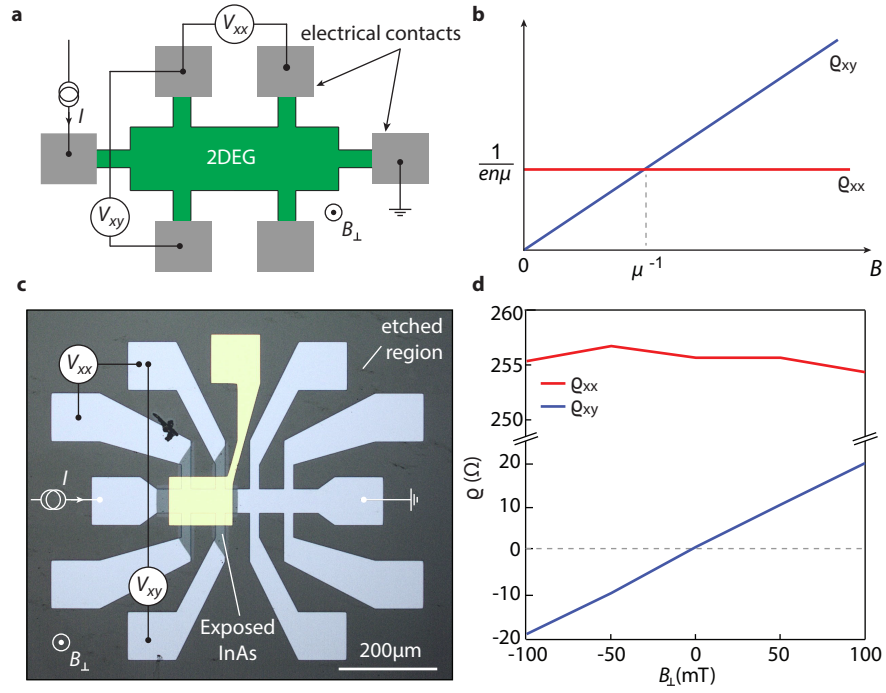 a
V_xx
electrical contacts
I
2DEG
V_xy
B_⊥
b
ϱ_xy
1
enμ
ϱ_xx
0
μ^-1
B
c
etched
region
V_xx
I
V_xy
Exposed
InAs
B_⊥
200μm
d
260
255
ϱ_xx
ϱ_xy
250
ϱ (Ω)
20
10
0
-10
-20
-100
-50
0
50
100
B_⊥(mT)